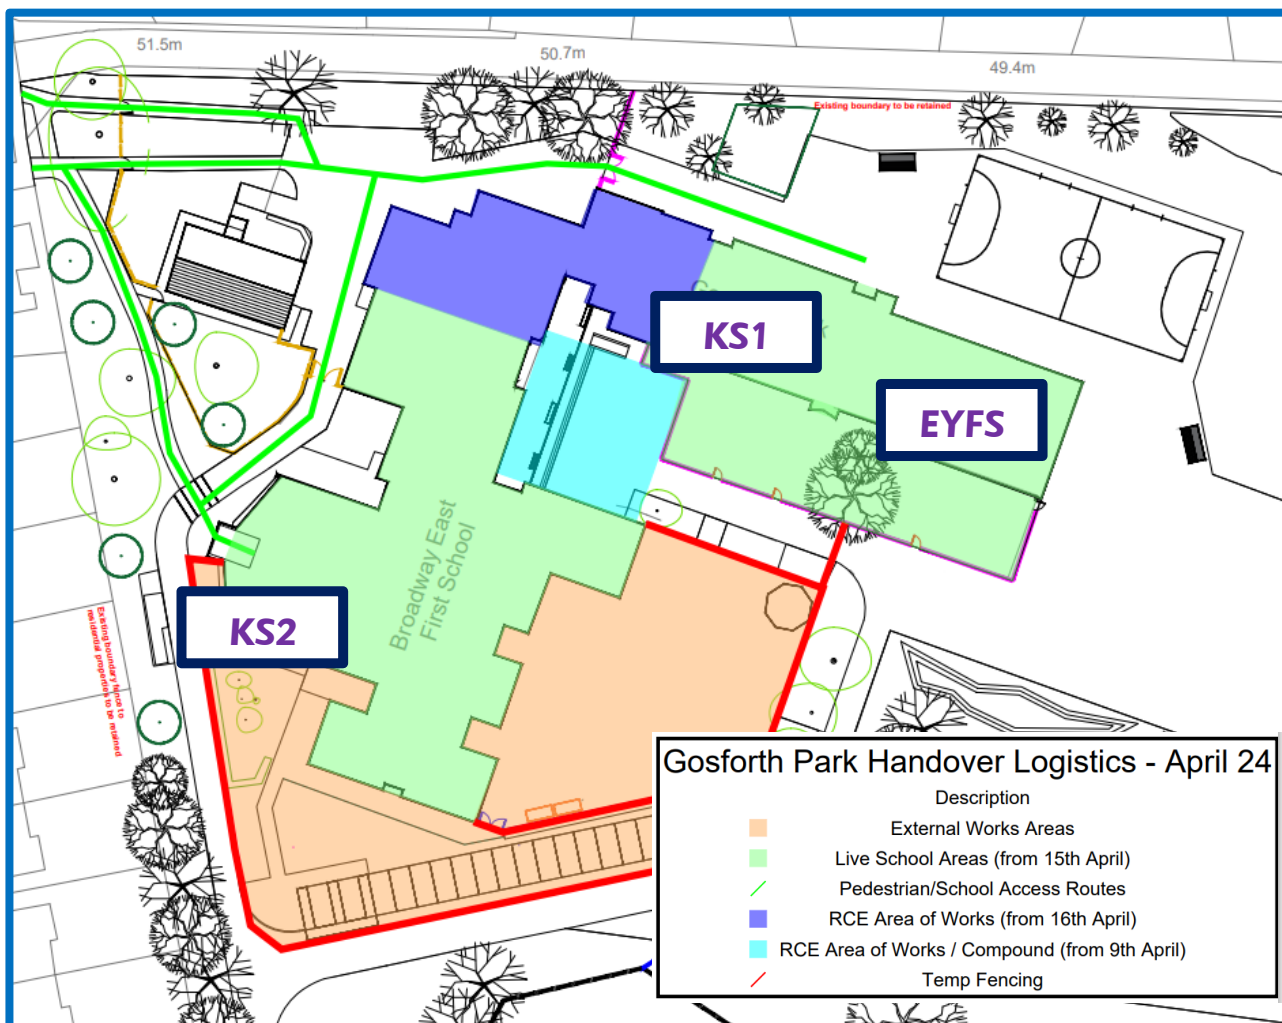 51.5m
50.7m
49.4m
Existing boundary to be retained
KS1
EYFS
Broadway East
First School
KS2
Existing boundary fence to
residential properties to be retained
Gosforth Park Handover Logistics - April 24
Description
External Works Areas
Live School Areas (from 15th April)
Pedestrian/School Access Routes
RCE Area of Works (from 16th April)
RCE Area of Works / Compound (from 9th April)
Temp Fencing